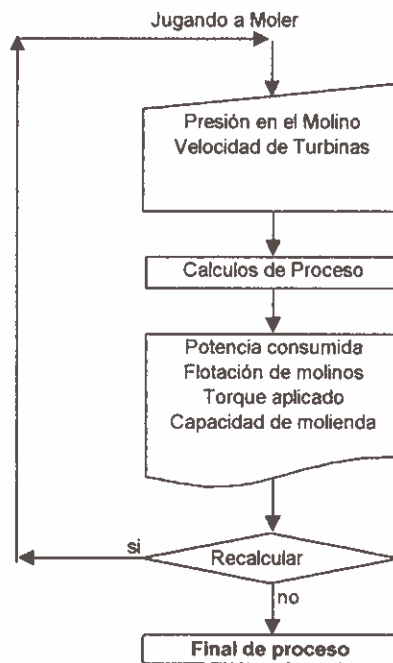 Jugando a Moler
Presión en el Molino
Velocidad de Turbinas
Calculos de Proceso
Potencia consumida
Flotación de molinos
Torque aplicado
Capacidad de molienda
si
Recalcular
no
Final de proceso